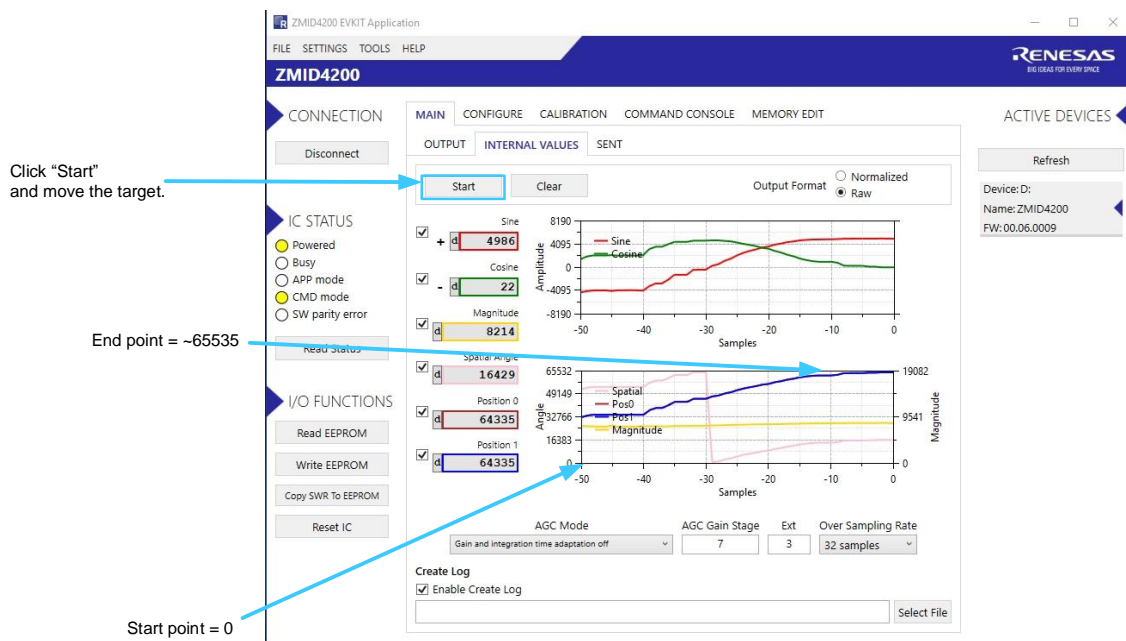 ZMID4200 EVKIT Application
FILE SETTINGS TOOLS HELP
RENESAS
BIG IDEAS FOR EVERY SPACE
ZMID4200
CONNECTION
MAIN CONFIGURE CALIBRATION COMMAND CONSOLE MEMORY EDIT
ACTIVE DEVICES
Disconnect
OUTPUT INTERNAL VALUES SENT
Refresh
Click “Start”
and move the target.
Start Clear Output Format Normalized
Raw
Device: D:
Name: ZMID4200
FW: 00.06.0009
IC STATUS
Powered
Busy
APP mode
CMD mode
SW parity error
Read Status
Sine
+ d 4986
Cosine
- d 22
Magnitude
d 8214
Spatial Angle
d 16429
Position 0
d 64335
Position 1
d 64335
8190
4095
0
-4095
-8190
Amplitude
Sine
Cosine
-50 -40 -30 -20 -10 0
Samples
End point = ~65535
65532
49149
32766
16383
0
Angle
Spatial
Pos0
Pos1
Magnitude
19082
9541
0
Magnitude
-50 -40 -30 -20 -10 0
Samples
I/O FUNCTIONS
Read EEPROM
Write EEPROM
Copy SWR To EEPROM
Reset IC
AGC Mode AGC Gain Stage Ext Over Sampling Rate
Gain and integration time adaptation off 7 3 32 samples
Create Log
Enable Create Log
Select File
Start point = 0